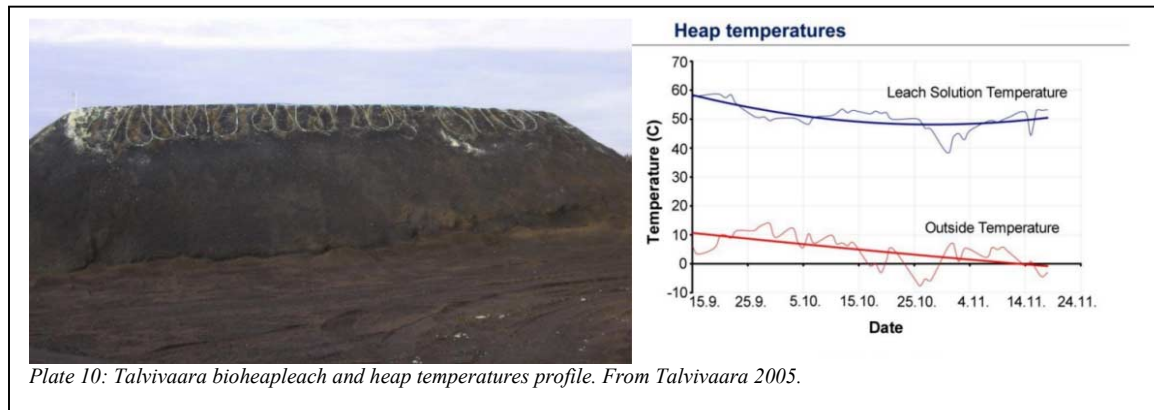 Heap temperatures
70
60
50
40
30
20
10
0
-10
Temperature (C)
Leach Solution Temperature
Outside Temperature
15.9. 25.9. 5.10. 15.10. 25.10. 4.11. 14.11. 24.11.
Date
Plate 10: Talvivaara bioheapleach and heap temperatures profile. From Talvivaara 2005.